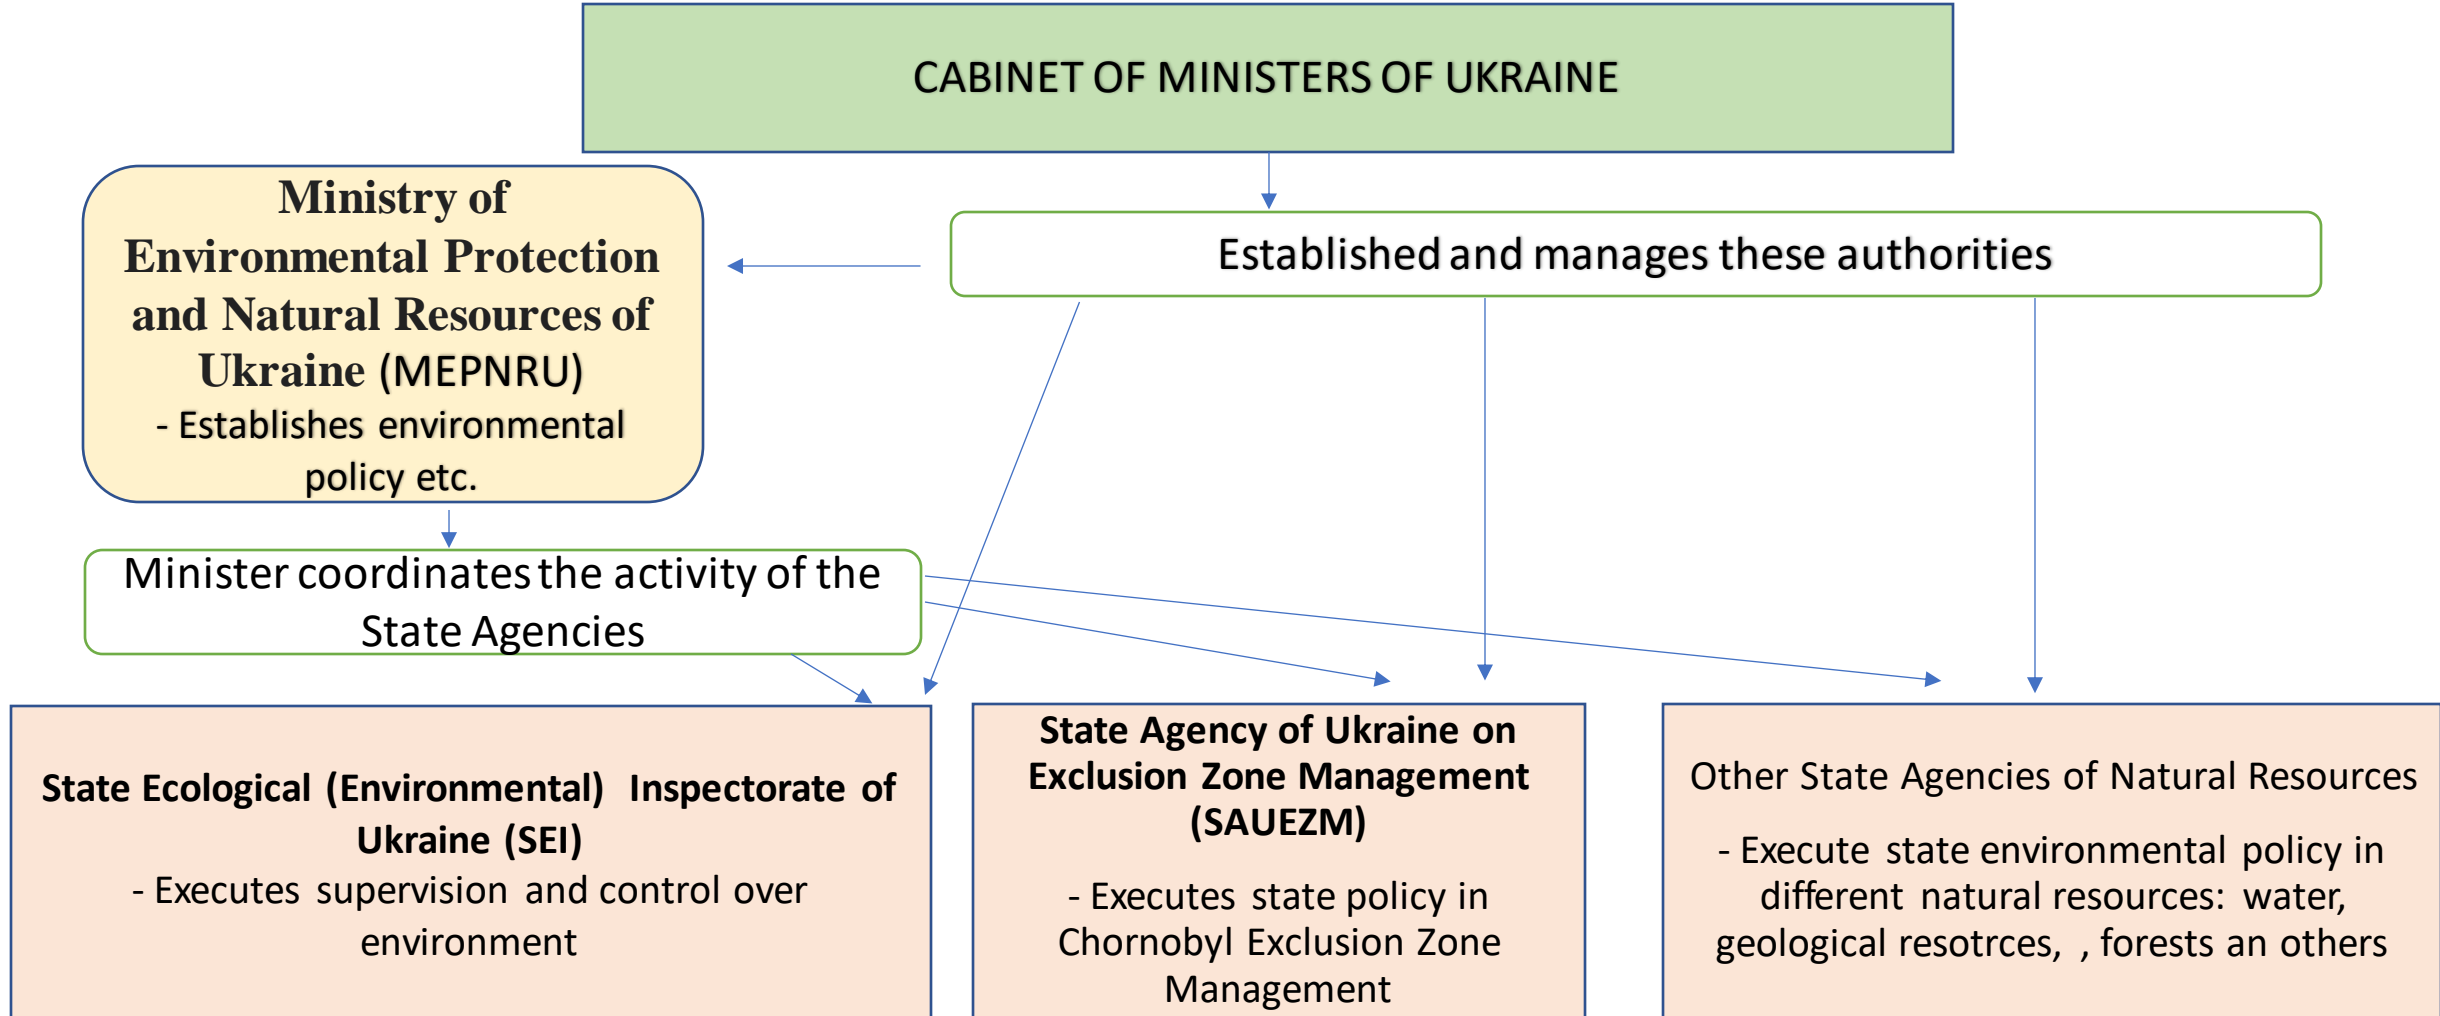 CABINET OF MINISTERS OF UKRAINE
Ministry of
Environmental Protection
and Natural Resources of
Ukraine (MEPNRU)
- Establishes environmental
policy etc.
Established and manages these authorities
Minister coordinates the activity of the
State Agencies
State Ecological (Environmental) Inspectorate of
Ukraine (SEI)
- Executes supervision and control over
environment
State Agency of Ukraine on
Exclusion Zone Management
(SAUEZM)
- Executes state policy in
Chornobyl Exclusion Zone
Management
Other State Agencies of Natural Resources
- Execute state environmental policy in
different natural resources: water,
geological resotrces, , forests an others